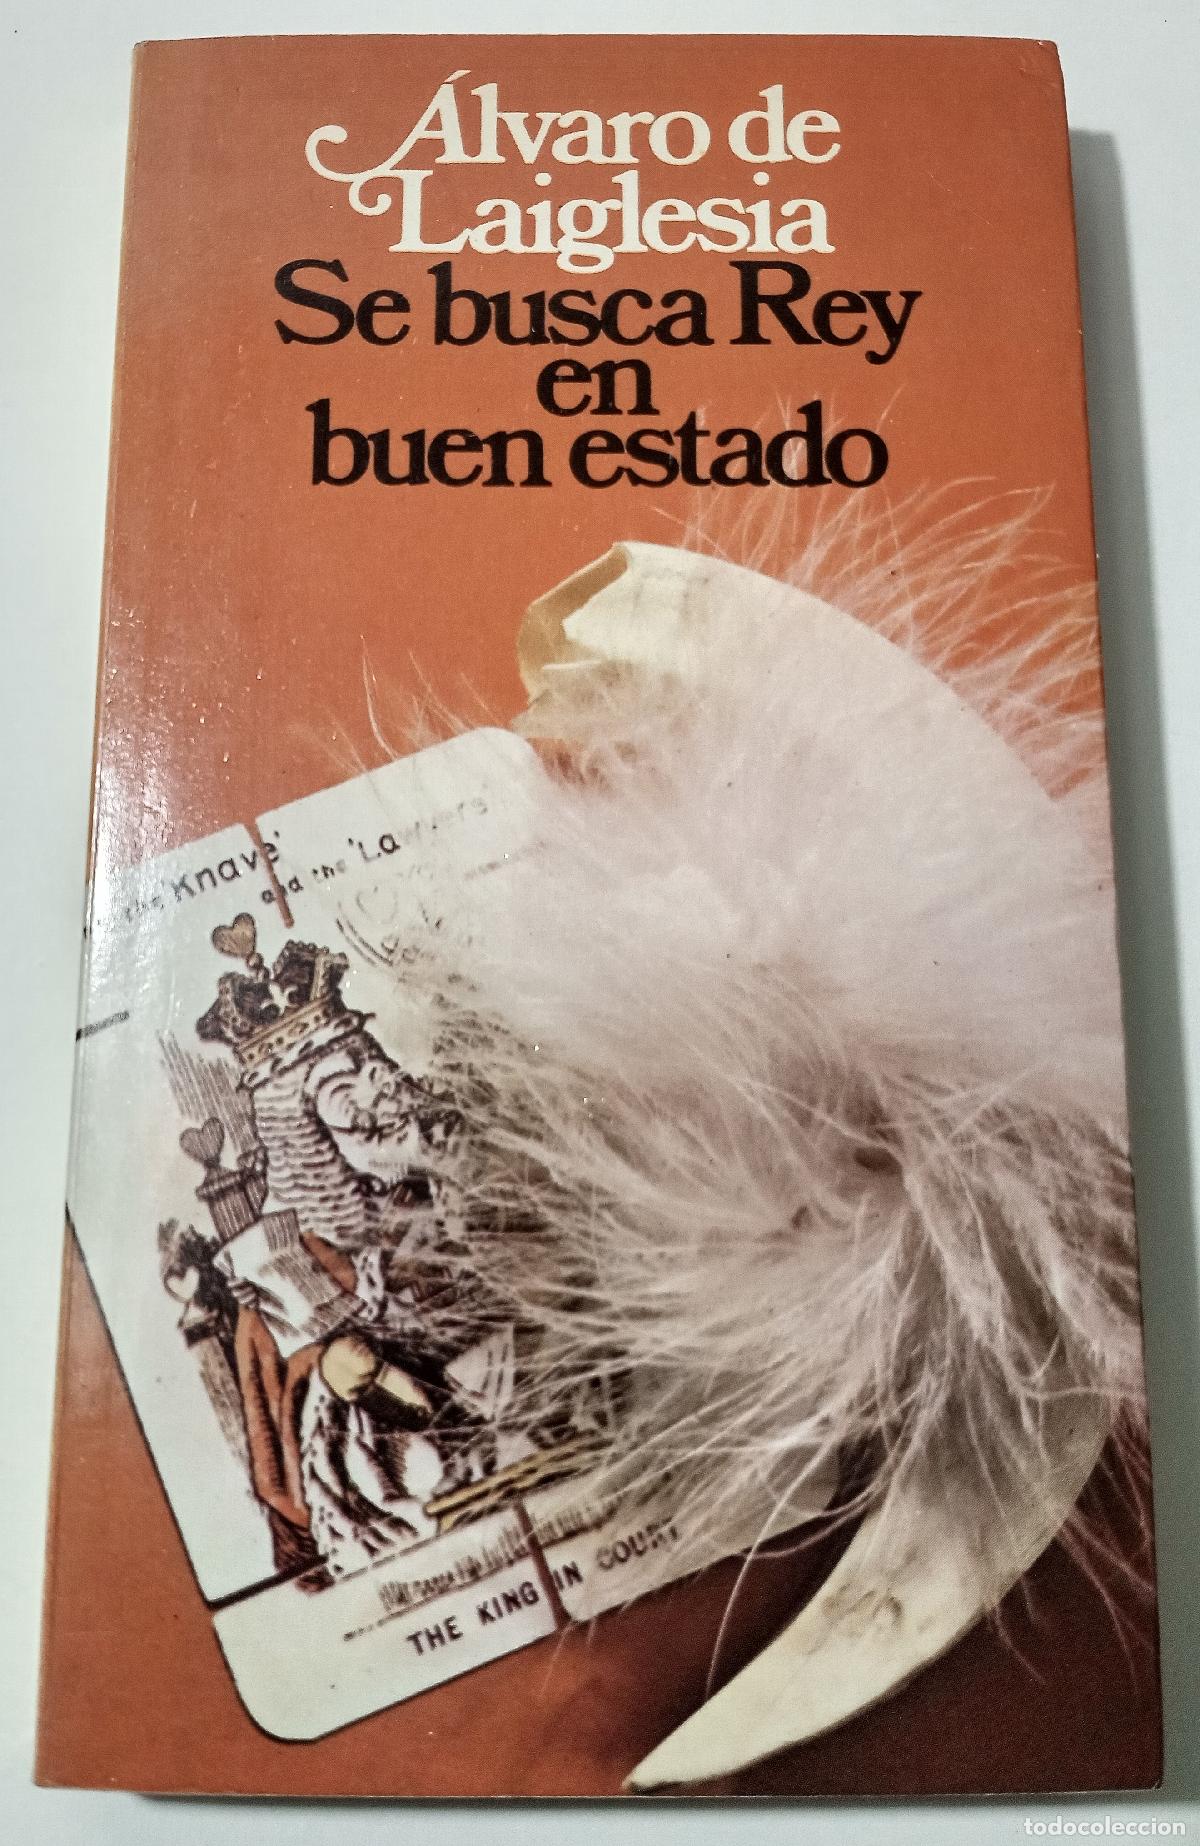 Álvaro de
Laiglesia
Se busca Rey
en
buen estado
the 'Knave'
and the 'Lawyers'
THE KING IN COURT
todocoleccion